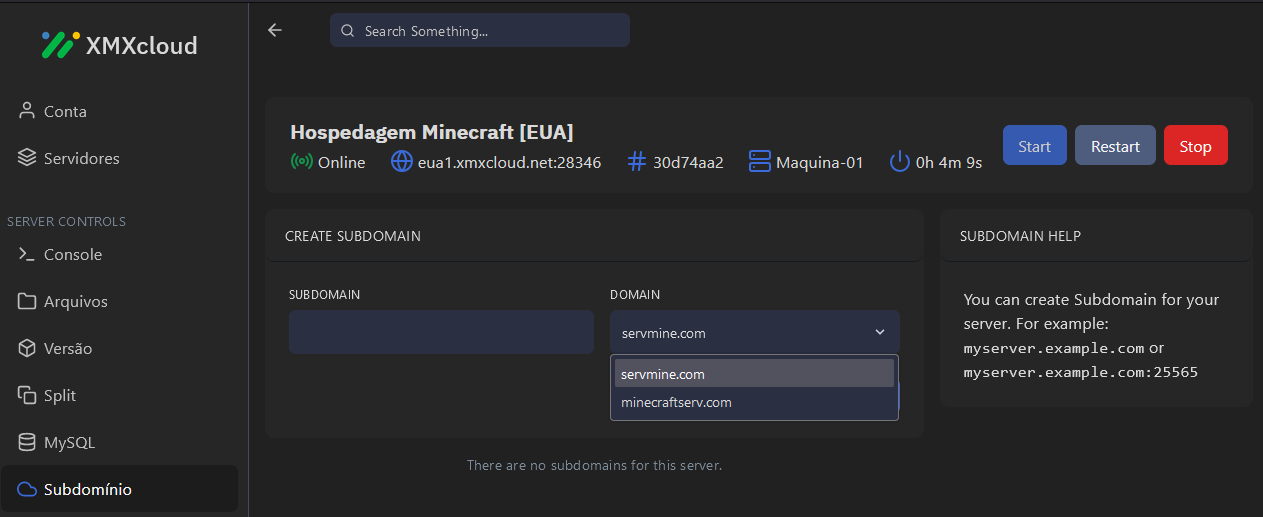 XMXcloud
Search Something...
Conta
Servidores
SERVER CONTROLS
Console
Arquivos
Versão
Split
MySQL
Subdomínio
Hospedagem Minecraft [EUA]
Online eua1.xmxcloud.net:28346 # 30d74aa2 Maquina-01 0h 4m 9s
Start Restart Stop
CREATE SUBDOMAIN
SUBDOMAIN
DOMAIN
servmine.com
servmine.com
minecraftserv.com
There are no subdomains for this server.
SUBDOMAIN HELP
You can create Subdomain for your
server. For example:
myserver.example.com or
myserver.example.com:25565